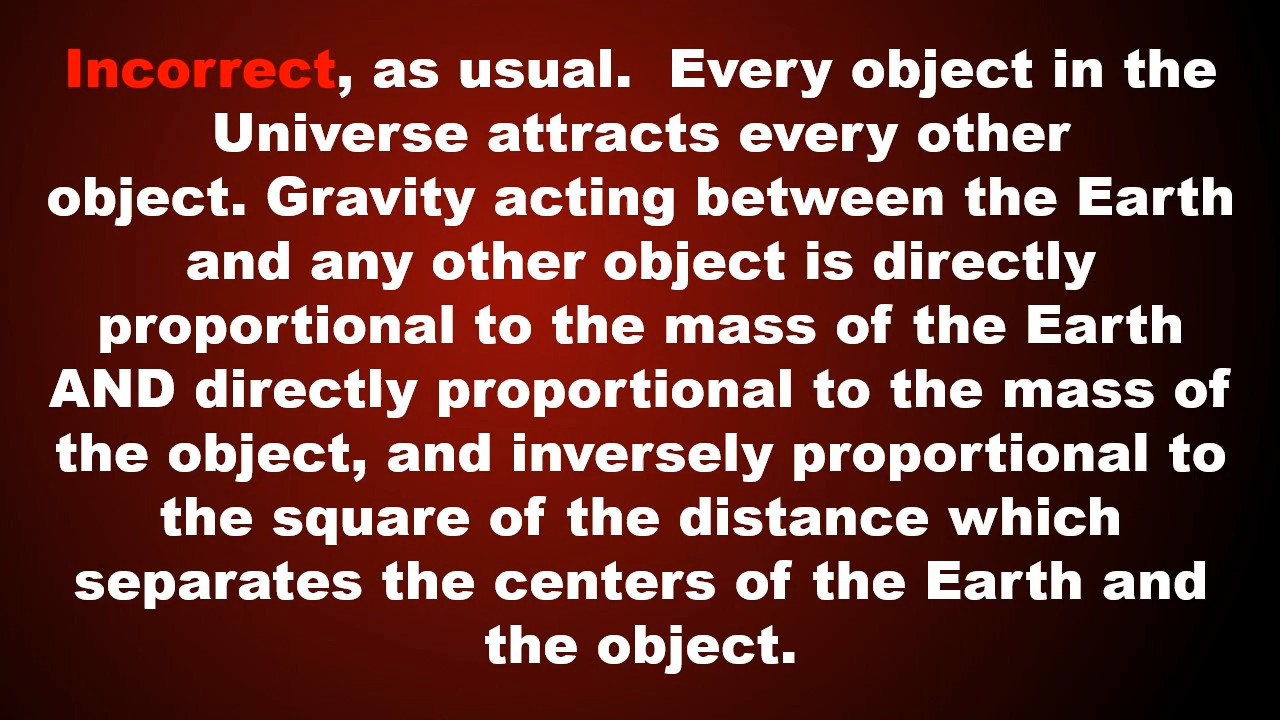 Incorrect, as usual.  Every object in the
Universe attracts every other
object. Gravity acting between the Earth
and any other object is directly
proportional to the mass of the Earth
AND directly proportional to the mass of
the object, and inversely proportional to
the square of the distance which
separates the centers of the Earth and
the object.